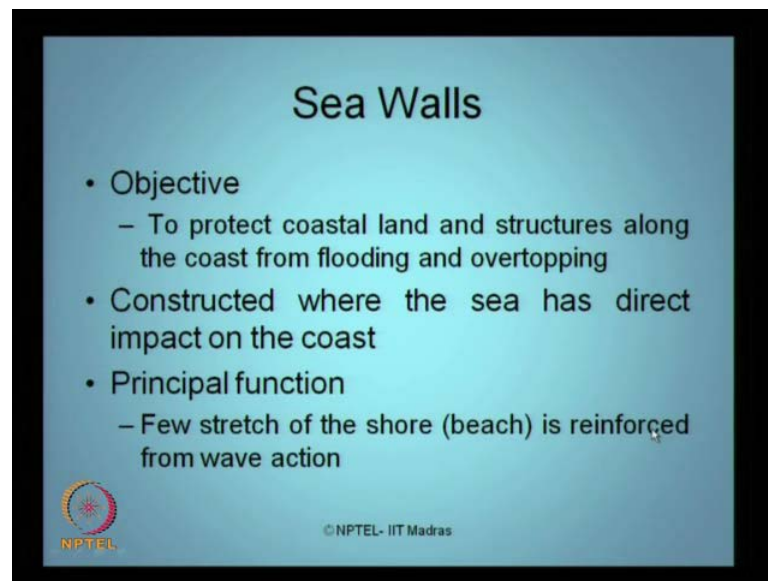 Sea Walls
• Objective
– To protect coastal land and structures along
the coast from flooding and overtopping
• Constructed where the sea has direct
impact on the coast
• Principal function
– Few stretch of the shore (beach) is reinforced
from wave action
NPTEL
© NPTEL- IIT Madras